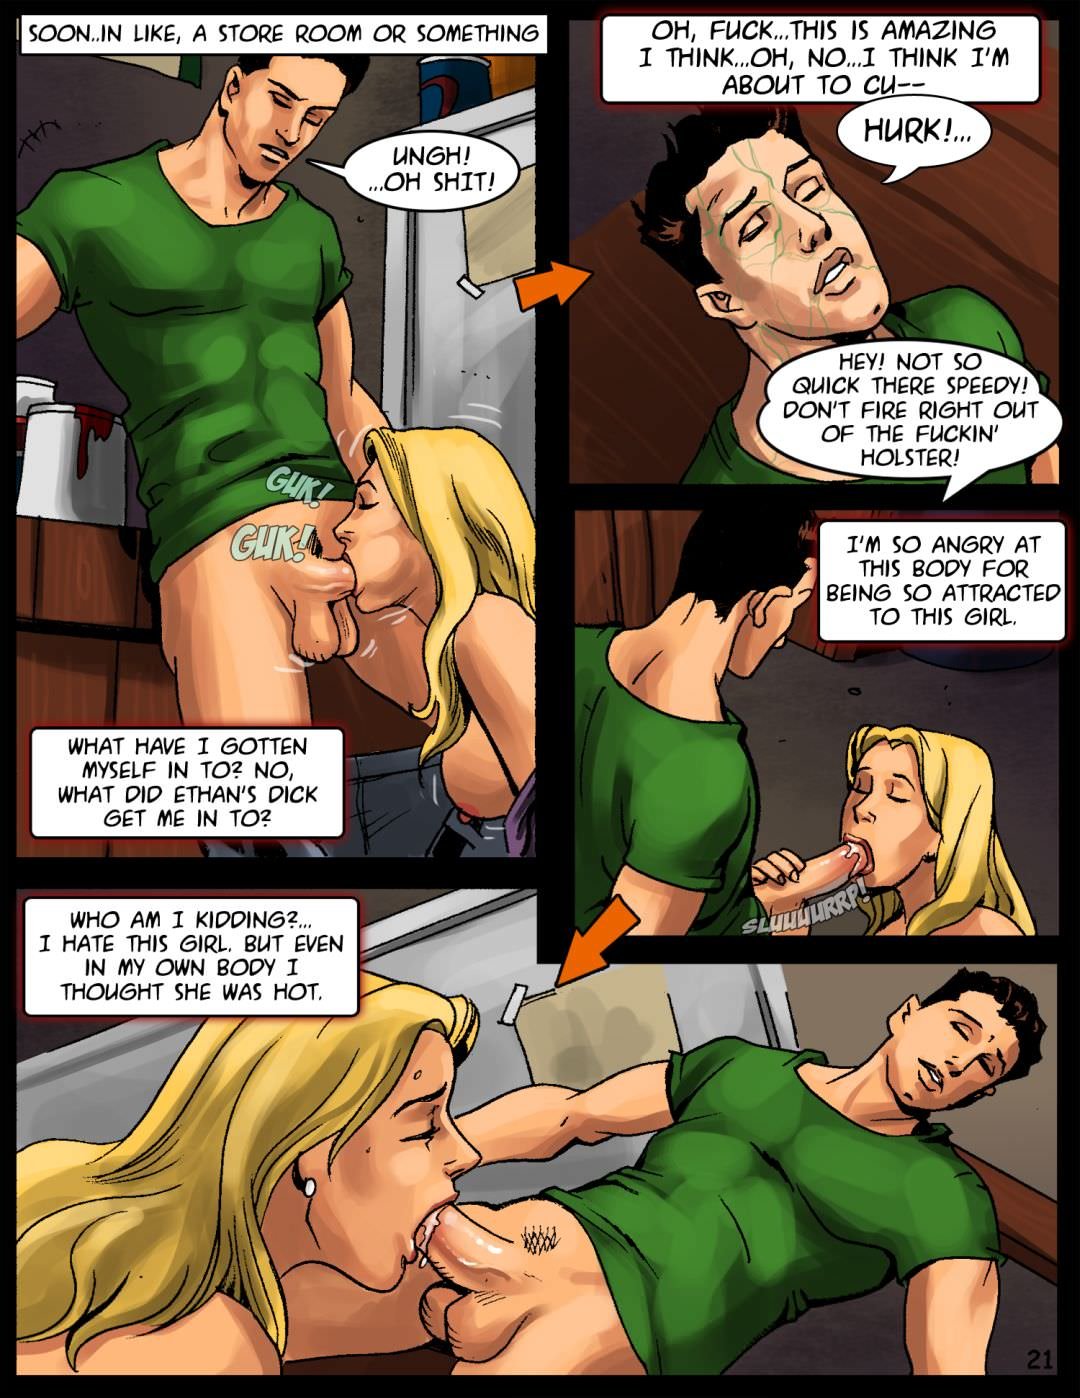 SOON..IN LIKE, A STORE ROOM OR SOMETHING
UNGH!
...OH SHIT!
GUK!
GUK!
WHAT HAVE I GOTTEN
MYSELF IN TO? NO,
WHAT DID ETHAN'S DICK
GET ME IN TO?
OH, FUCK...THIS IS AMAZING
I THINK...OH, NO...I THINK I'M
ABOUT TO CU--
HURK!...
HEY! NOT SO
QUICK THERE SPEEDY!
DON'T FIRE RIGHT OUT
OF THE FUCKIN'
HOLSTER!
I'M SO ANGRY AT
THIS BODY FOR
BEING SO ATTRACTED
TO THIS GIRL.
SLUUUURRP!
WHO AM I KIDDING?...
I HATE THIS GIRL. BUT EVEN
IN MY OWN BODY I
THOUGHT SHE WAS HOT.
21